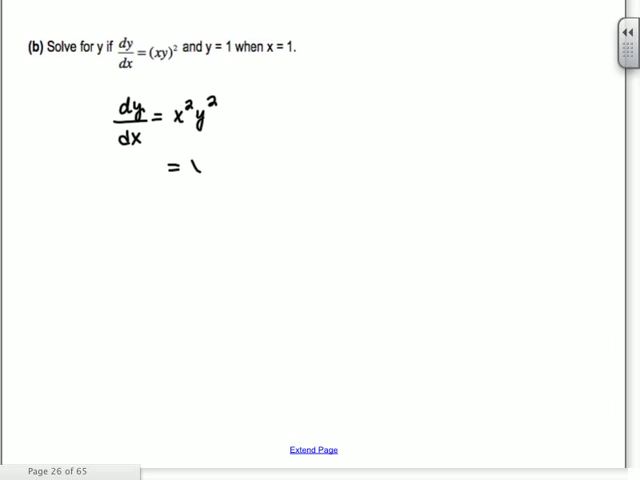 (b) Solve for y if dy/dx = (xy)² and y = 1 when x = 1.
dy/dx = x²y²
= \
Extend Page
Page 26 of 65